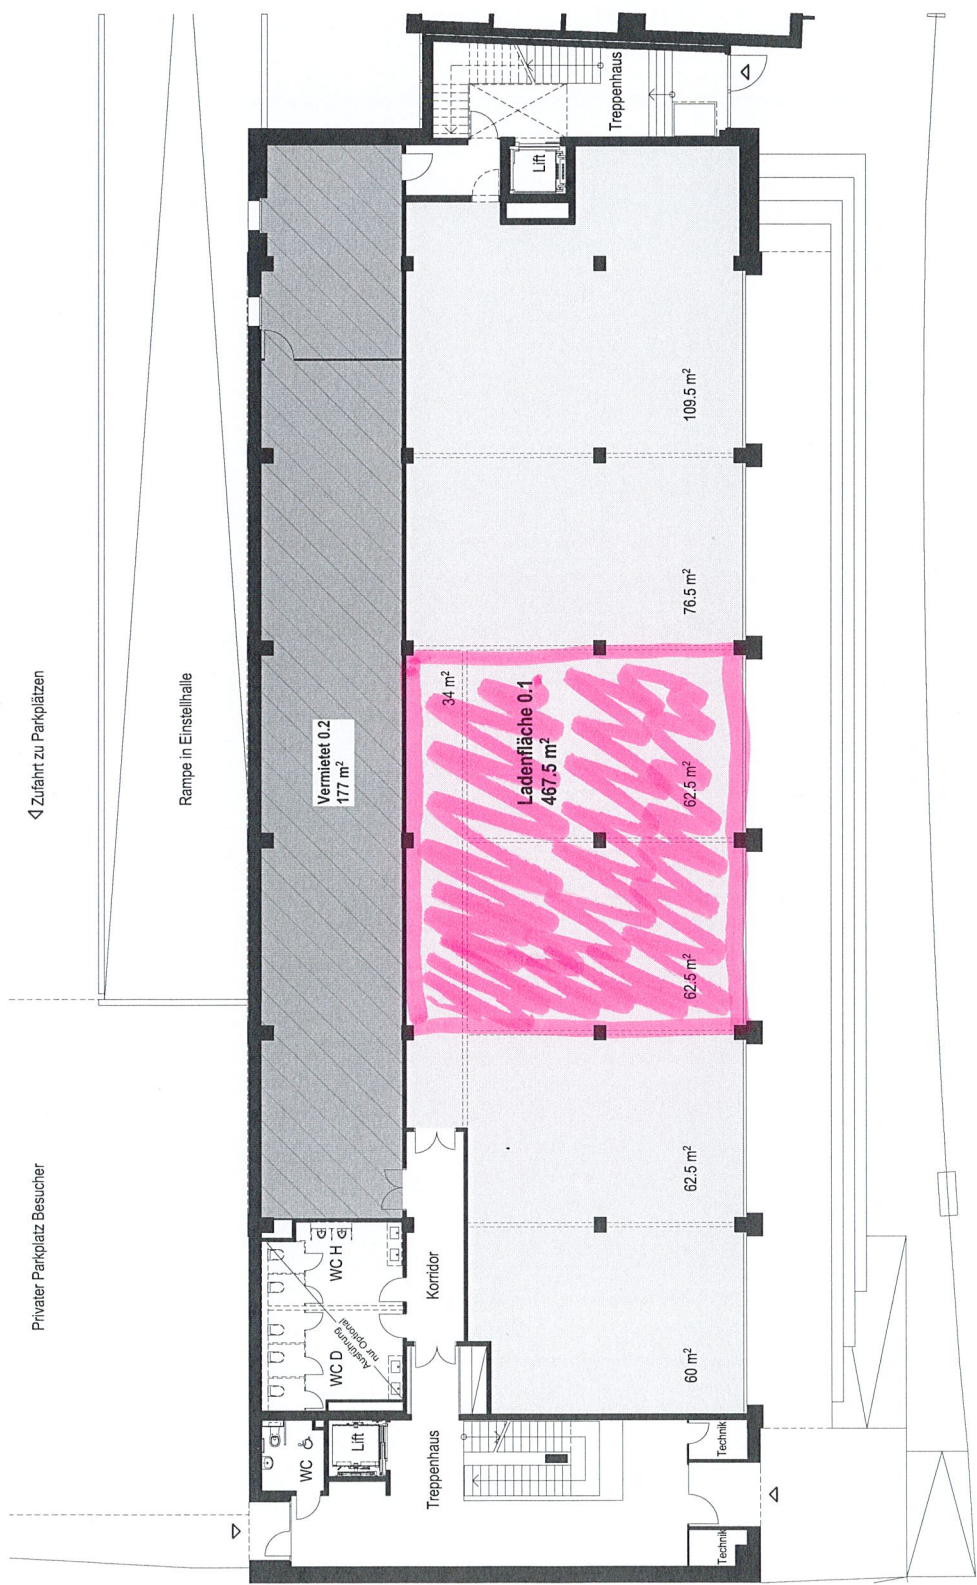 Zufahrt zu Parkplätzen
Rampe in Einstellhalle
Privater Parkplatz Besucher
Vermietet 0.2
177 m²
Treppenhaus
Lift
109.5 m²
76.5 m²
34 m²
Ladenfläche 0.1
467.5 m²
62.5 m²
62.5 m²
62.5 m²
60 m²
WC H
WC D
Ausführung
nur Optional
Korridor
WC
Lift
Treppenhaus
Technik
Technik